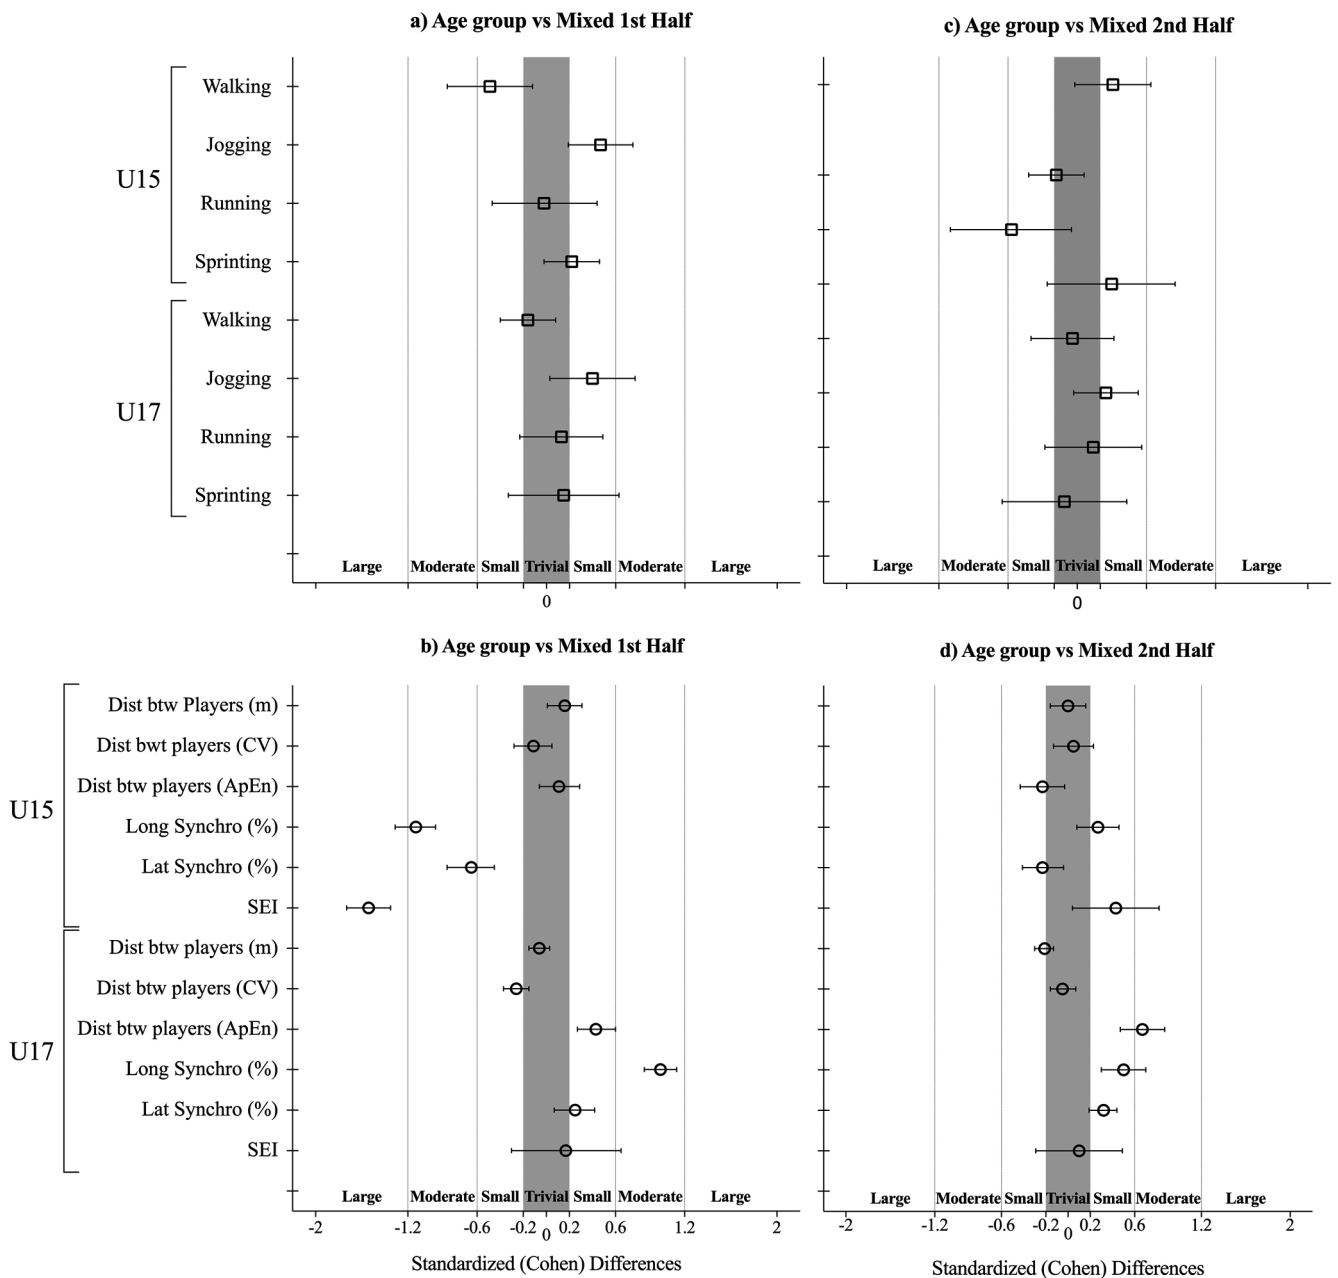 a) Age group vs Mixed 1st Half
c) Age group vs Mixed 2nd Half
U15
Walking
Jogging
Running
Sprinting
U17
Walking
Jogging
Running
Sprinting
Large Moderate Small Trivial Small Moderate Large
0
Large Moderate Small Trivial Small Moderate Large
0
b) Age group vs Mixed 1st Half
d) Age group vs Mixed 2nd Half
U15
Dist btw Players (m)
Dist bwt players (CV)
Dist btw players (ApEn)
Long Synchro (%)
Lat Synchro (%)
SEI
U17
Dist btw players (m)
Dist btw players (CV)
Dist btw players (ApEn)
Long Synchro (%)
Lat Synchro (%)
SEI
Large Moderate Small Trivial Small Moderate Large
-2 -1.2 -0.6 -0.2 0 0.2 0.6 1.2 2
Standardized (Cohen) Differences
Large Moderate Small Trivial Small Moderate Large
-2 -1.2 -0.6 -0.2 0 0.2 0.6 1.2 2
Standardized (Cohen) Differences